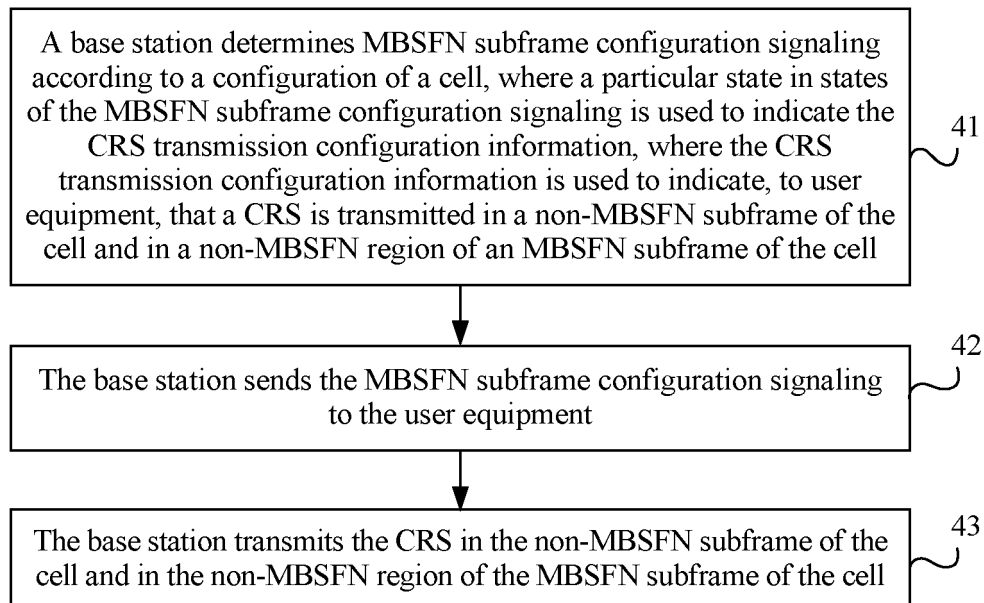 A base station determines MBSFN subframe configuration signaling
according to a configuration of a cell, where a particular state in states
of the MBSFN subframe configuration signaling is used to indicate the
CRS transmission configuration information, where the CRS
transmission configuration information is used to indicate, to user
equipment, that a CRS is transmitted in a non-MBSFN subframe of the
cell and in a non-MBSFN region of an MBSFN subframe of the cell
41
The base station sends the MBSFN subframe configuration signaling
to the user equipment
42
The base station transmits the CRS in the non-MBSFN subframe of the
cell and in the non-MBSFN region of the MBSFN subframe of the cell
43